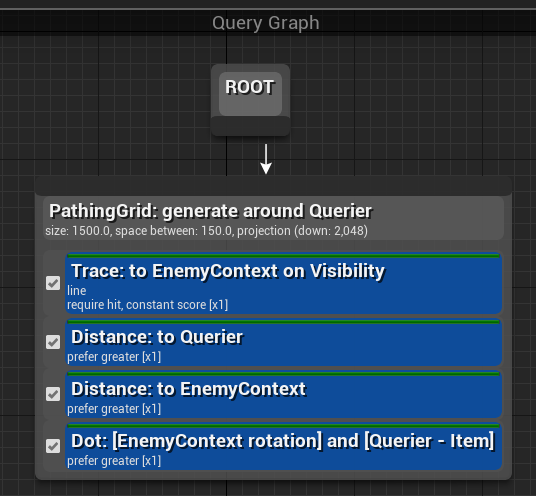 Query Graph
ROOT
PathingGrid: generate around Querier
size: 1500.0, space between: 150.0, projection (down: 2,048)
Trace: to EnemyContext on Visibility
line
require hit, constant score [x1]
Distance: to Querier
prefer greater [x1]
Distance: to EnemyContext
prefer greater [x1]
Dot: [EnemyContext rotation] and [Querier - Item]
prefer greater [x1]